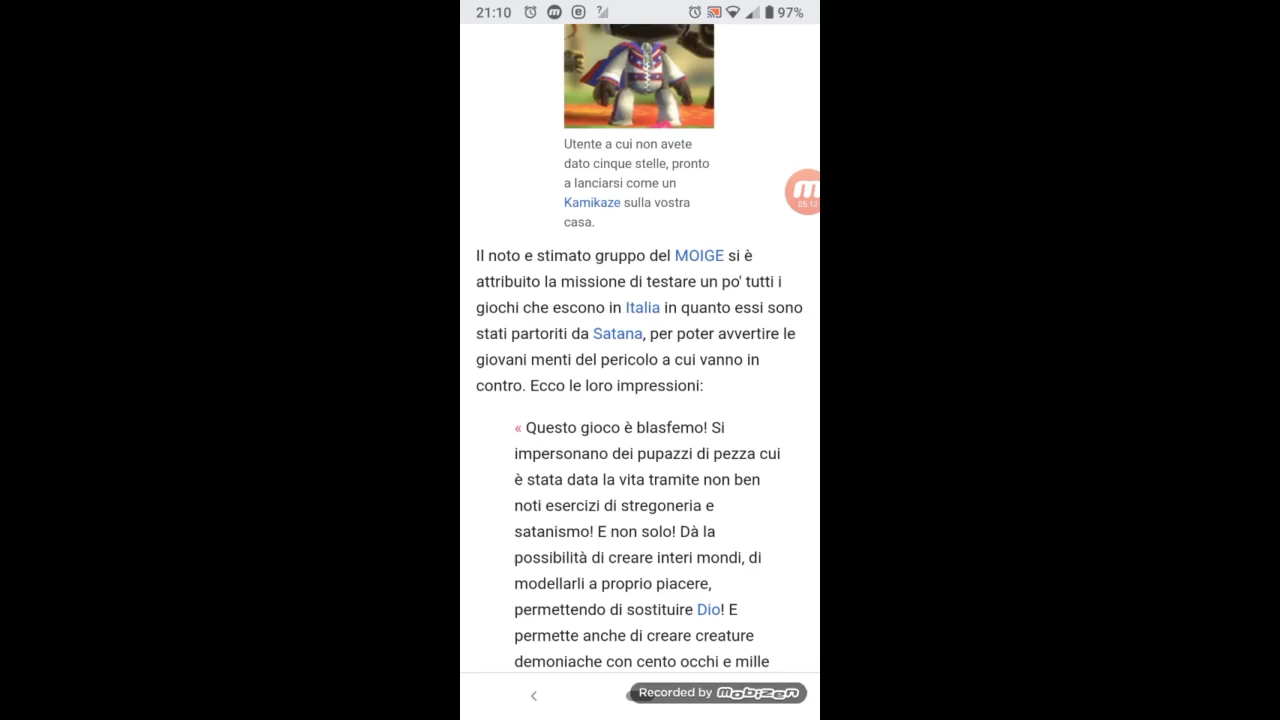 21:10
97%
Utente a cui non avete
dato cinque stelle, pronto
a lanciarsi come un
Kamikaze sulla vostra
casa.
05:12
Il noto e stimato gruppo del MOIGE si è
attribuito la missione di testare un po' tutti i
giochi che escono in Italia in quanto essi sono
stati partoriti da Satana, per poter avvertire le
giovani menti del pericolo a cui vanno in
contro. Ecco le loro impressioni:
« Questo gioco è blasfemo! Si
impersonano dei pupazzi di pezza cui
è stata data la vita tramite non ben
noti esercizi di stregoneria e
satanismo! E non solo! Dà la
possibilità di creare interi mondi, di
modellarli a proprio piacere,
permettendo di sostituire Dio! E
permette anche di creare creature
demoniache con cento occhi e mille
Recorded by mobizen